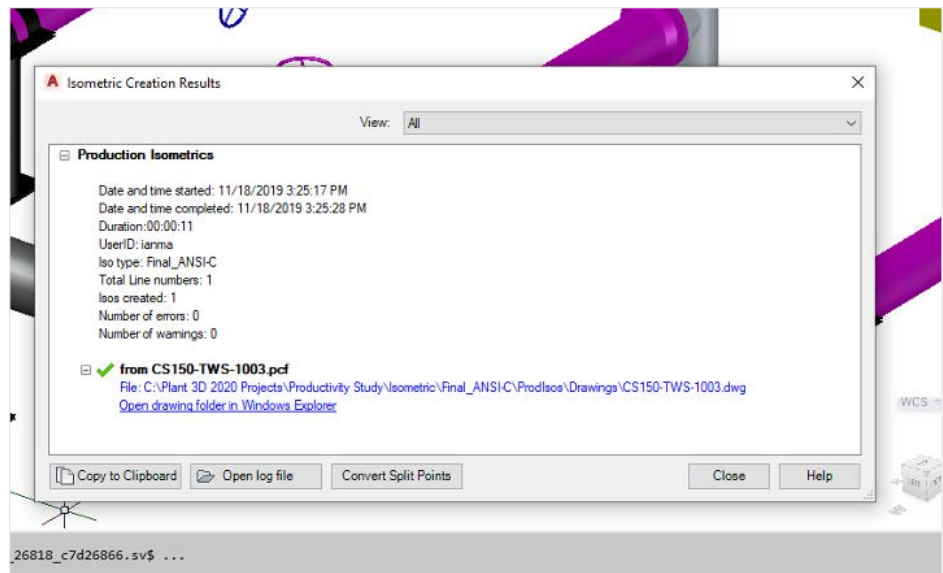 A Isometric Creation Results
View: All
Production Isometrics
Date and time started: 11/18/2019 3:25:17 PM
Date and time completed: 11/18/2019 3:25:28 PM
Duration:00:00:11
UserID: ianma
Iso type: Final_ANSI-C
Total Line numbers: 1
Isos created: 1
Number of errors: 0
Number of warnings: 0
from CS150-TWS-1003.pcf
File: C:\Plant 3D 2020 Projects\Productivity Study\Isometric\Final_ANSI-C\ProdIsos\Drawings\CS150-TWS-1003.dwg
Open drawing folder in Windows Explorer
WCS
Copy to Clipboard Open log file Convert Split Points Close Help
_26818_c7d26866.sv$ ...